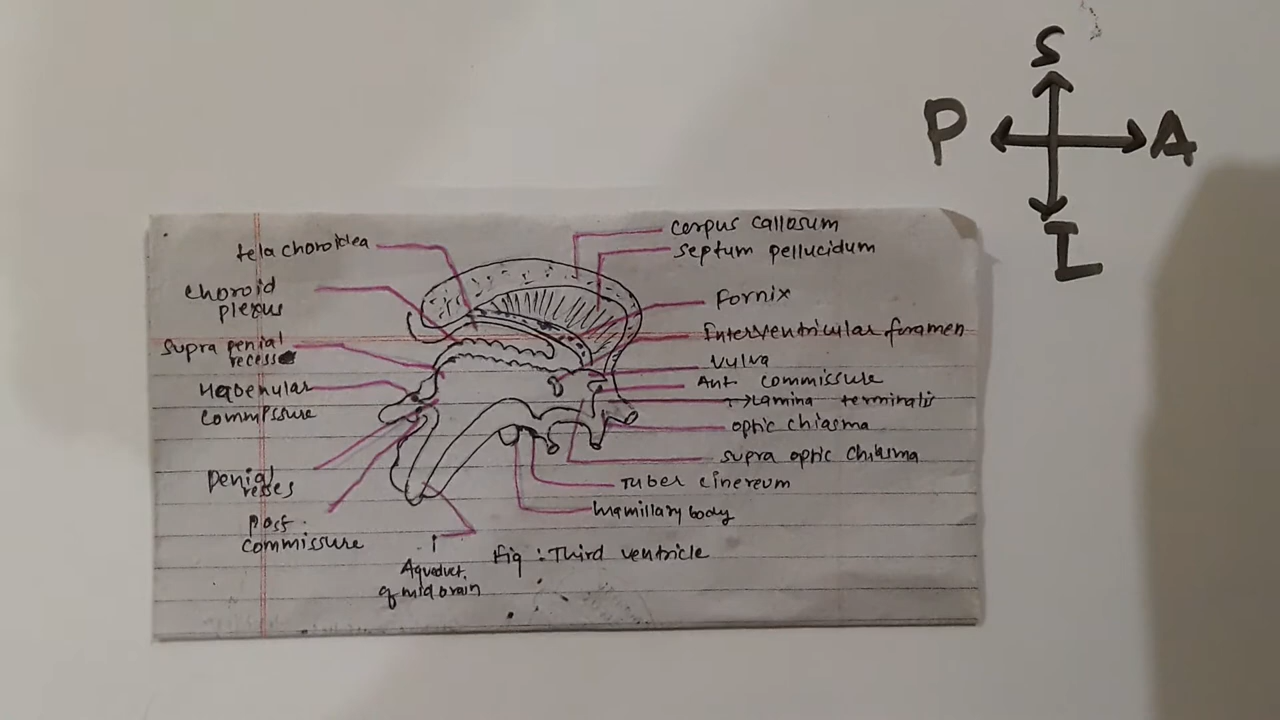 S
P A
I
tela choroidea
corpus callosum
septum pellucidum
choroid
plexus
Fornix
Supra penial
recess
Interventricular foramen
vulva
Habenular
commissure
Ant. commissure
→Lamina terminalis
optic chiasma
supra optic chiasma
penial
reses
Tuber cinereum
Mamillary body
post.
commissure
Aqueduct.
of midbrain
Fig : Third ventricle